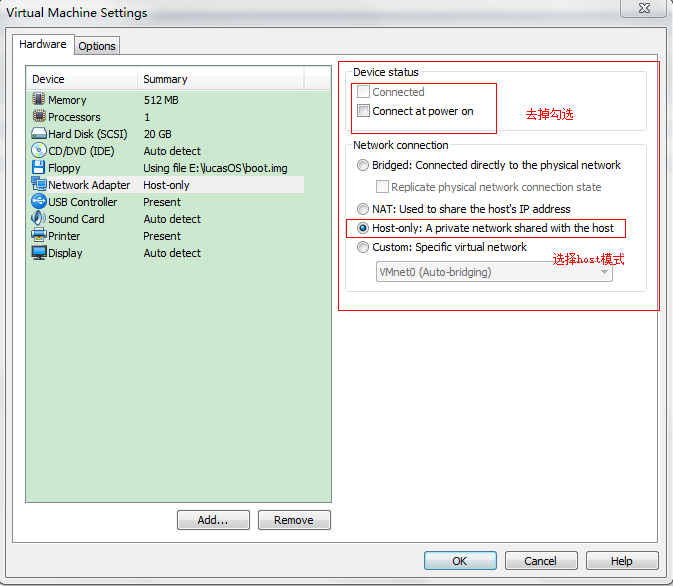 Virtual Machine Settings
Hardware
Options
Device Summary
Memory 512 MB
Processors 1
Hard Disk (SCSI) 20 GB
CD/DVD (IDE) Auto detect
Floppy Using file E:\lucasOS\boot.img
Network Adapter Host-only
USB Controller Present
Sound Card Auto detect
Printer Present
Display Auto detect
Add...
Remove
Device status
Connected
Connect at power on
去掉勾选
Network connection
Bridged: Connected directly to the physical network
Replicate physical network connection state
NAT: Used to share the host's IP address
Host-only: A private network shared with the host
Custom: Specific virtual network
选择host模式
VMnet0 (Auto-bridging)
OK
Cancel
Help